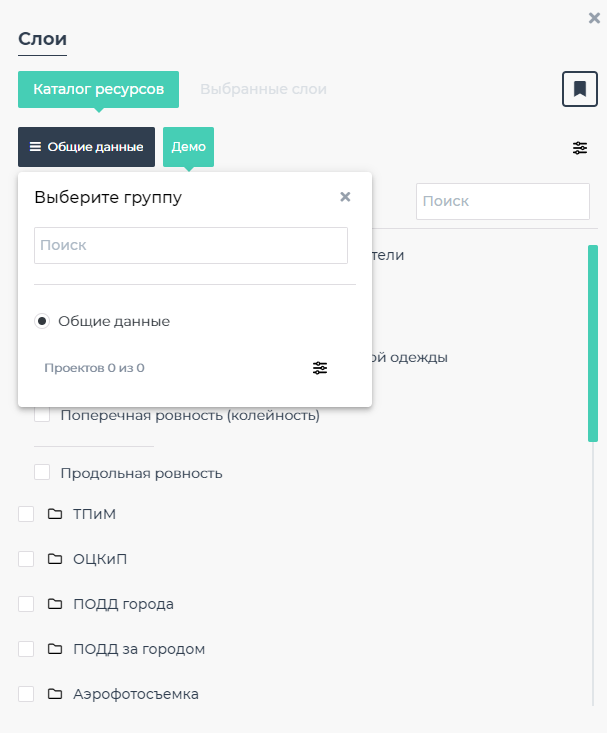 Слои
Каталог ресурсов
Выбранные слои
Общие данные
Демо
Выберите группу
Поиск
Поиск
тели
Общие данные
ой одежды
Проектов 0 из 0
Поперечная ровность (колейность)
Продольная ровность
ТПиМ
ОЦКиП
ПОДД города
ПОДД за городом
Аэрофотосъемка